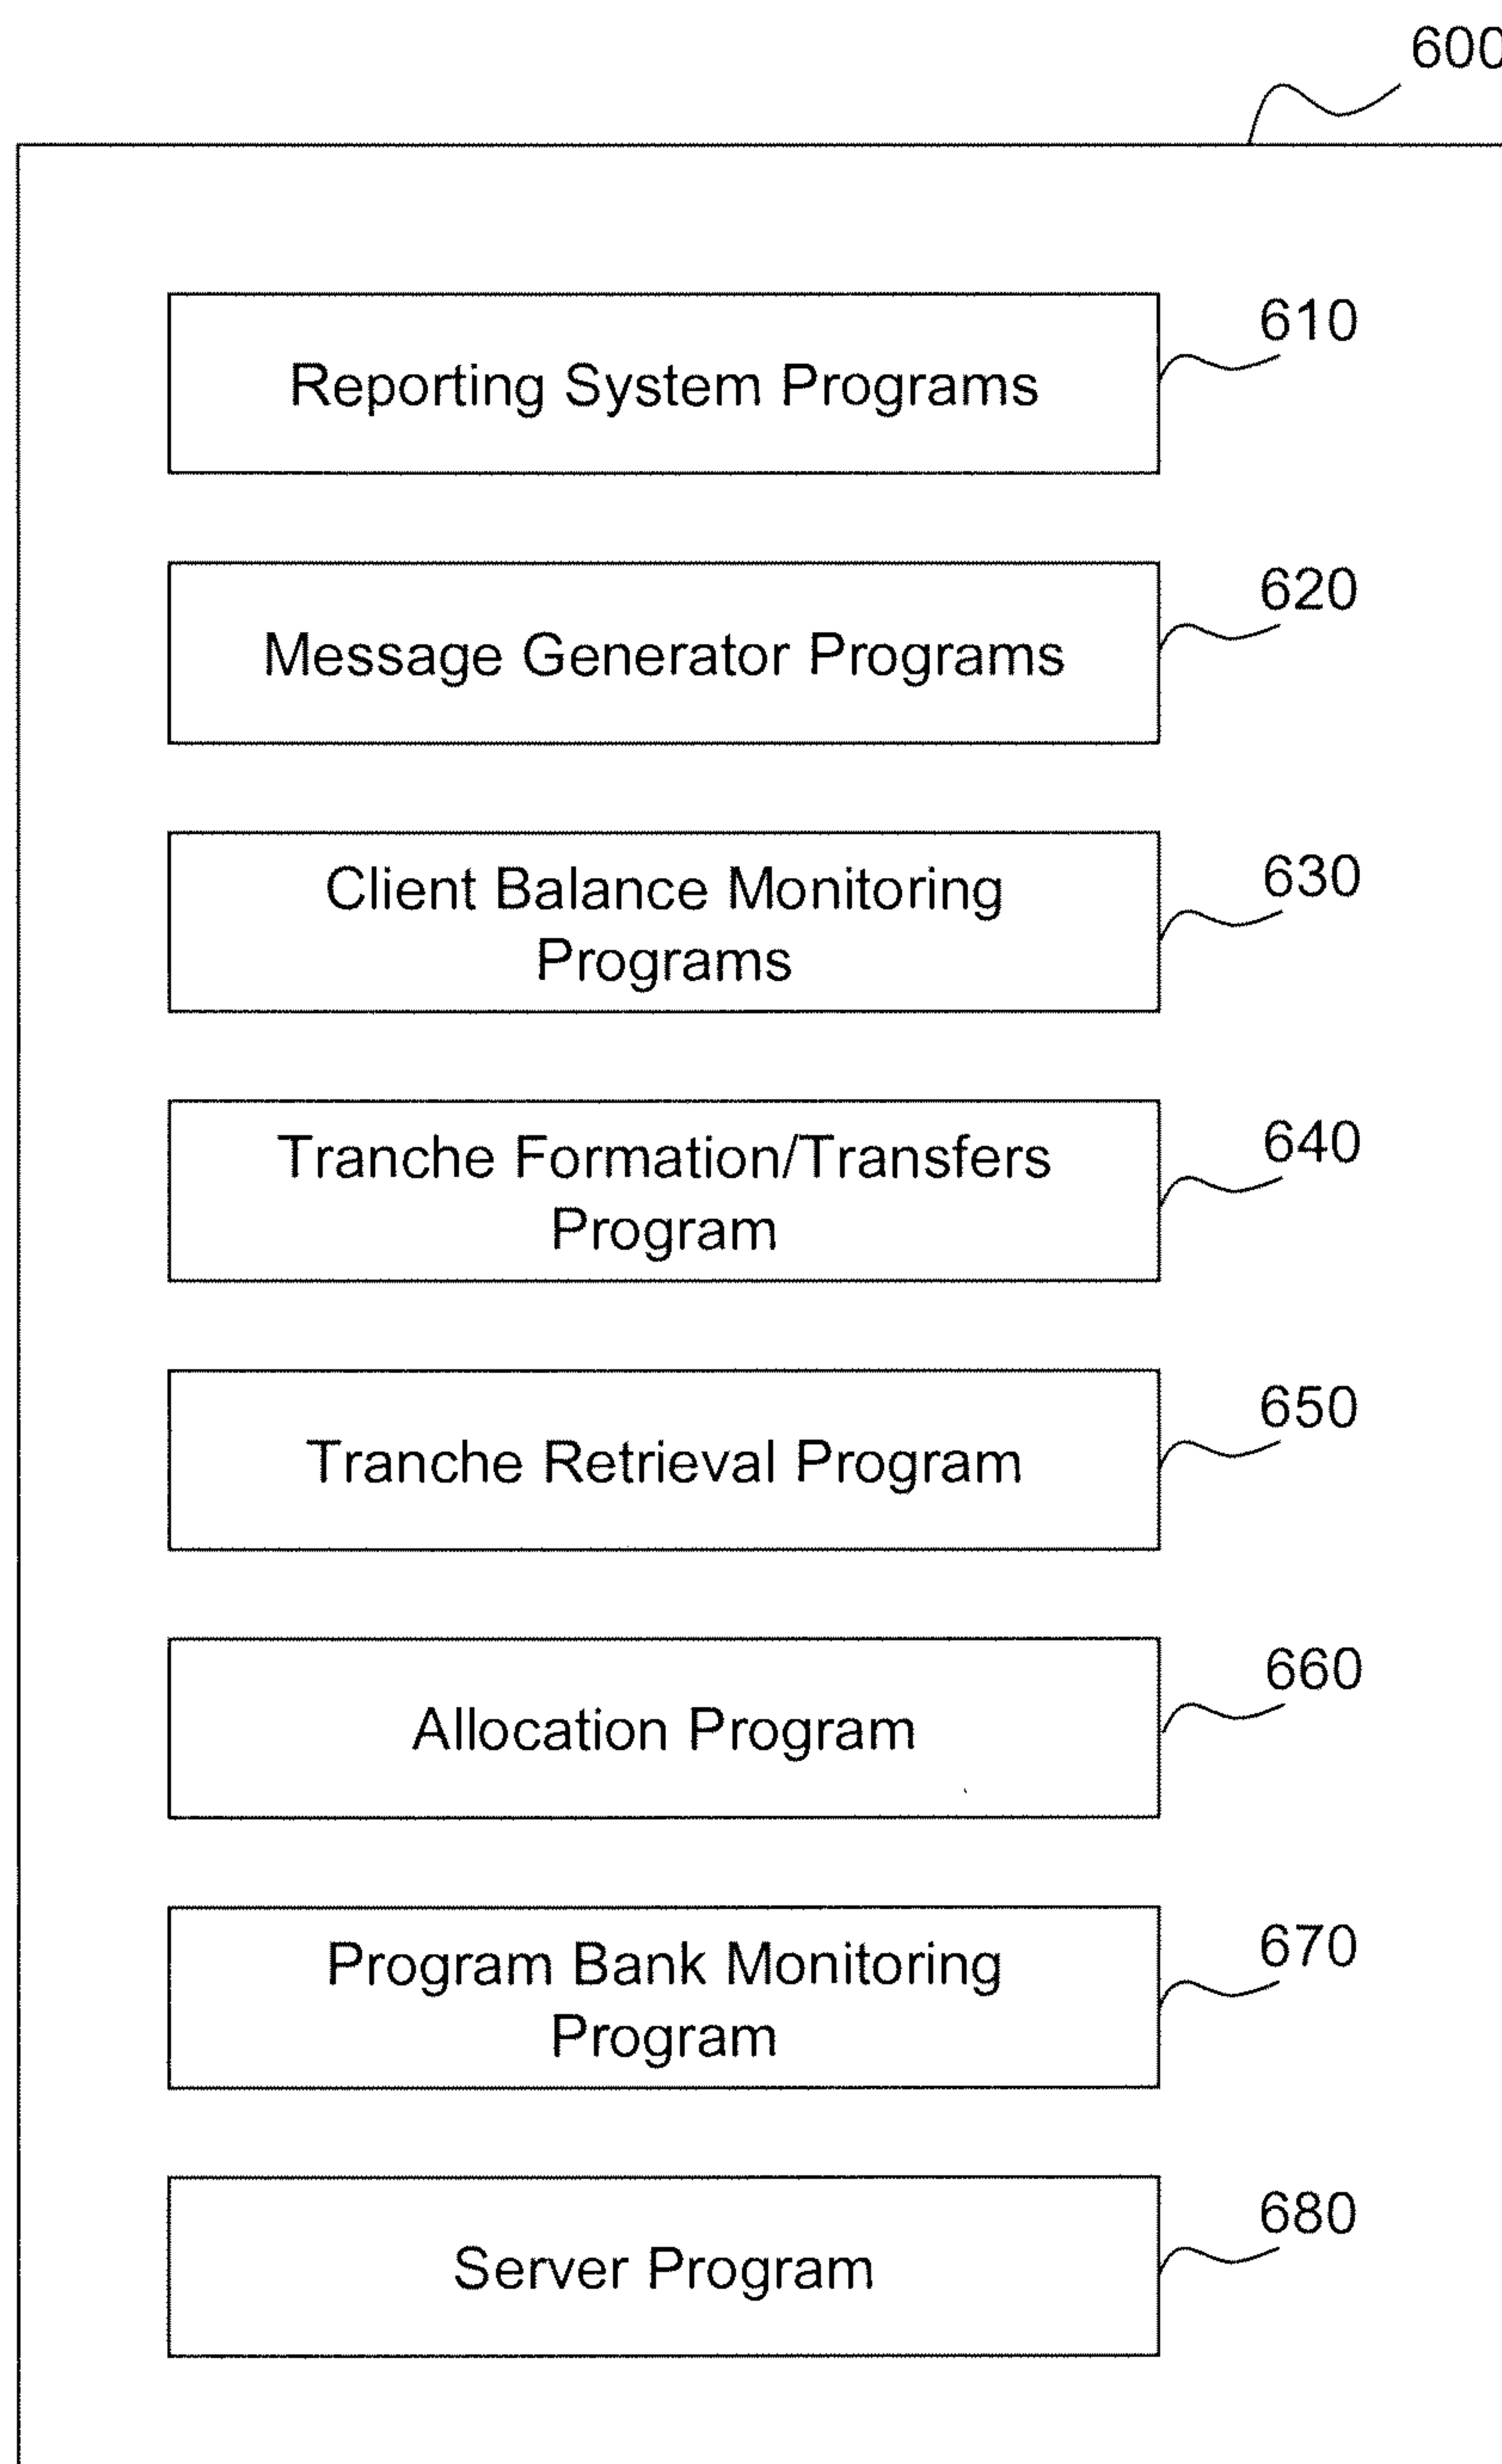 600
Reporting System Programs
610
Message Generator Programs
620
Client Balance Monitoring
Programs
630
Tranche Formation/Transfers
Program
640
Tranche Retrieval Program
650
Allocation Program
660
Program Bank Monitoring
Program
670
Server Program
680